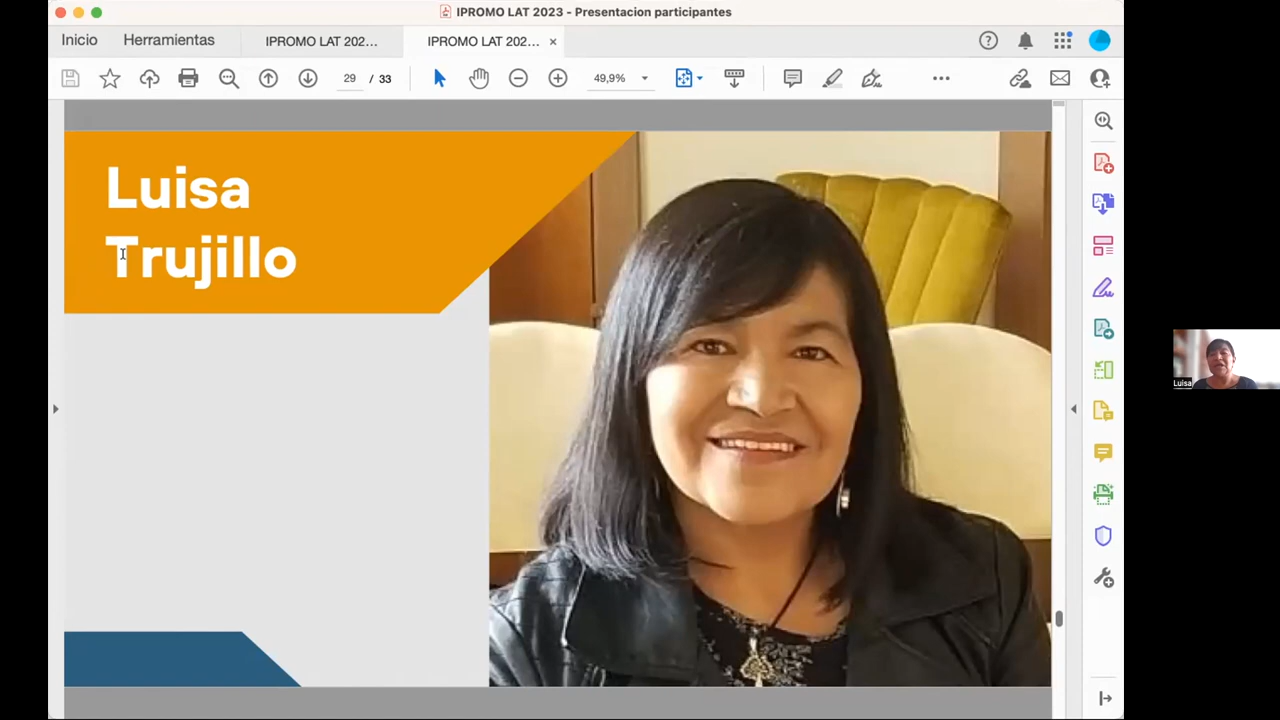 IPROMO LAT 2023 - Presentacion participantes
Inicio
Herramientas
IPROMO LAT 202...
IPROMO LAT 202...
29 / 33
49,9%
Luisa
Trujillo
Luisa